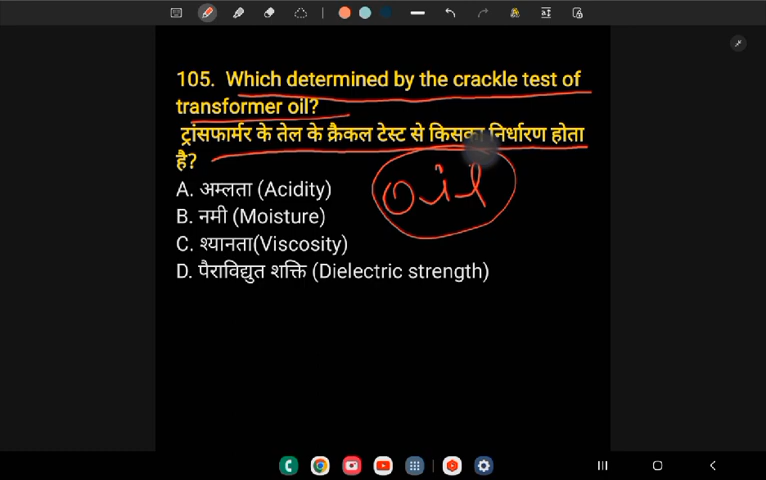 105. Which determined by the crackle test of
transformer oil?
ट्रांसफार्मर के तेल के क्रैकल टेस्ट से किसका निर्धारण होता
है?
Oil
A. अम्लता (Acidity)
B. नमी (Moisture)
C. श्यानता(Viscosity)
D. पैराविद्युत शक्ति (Dielectric strength)